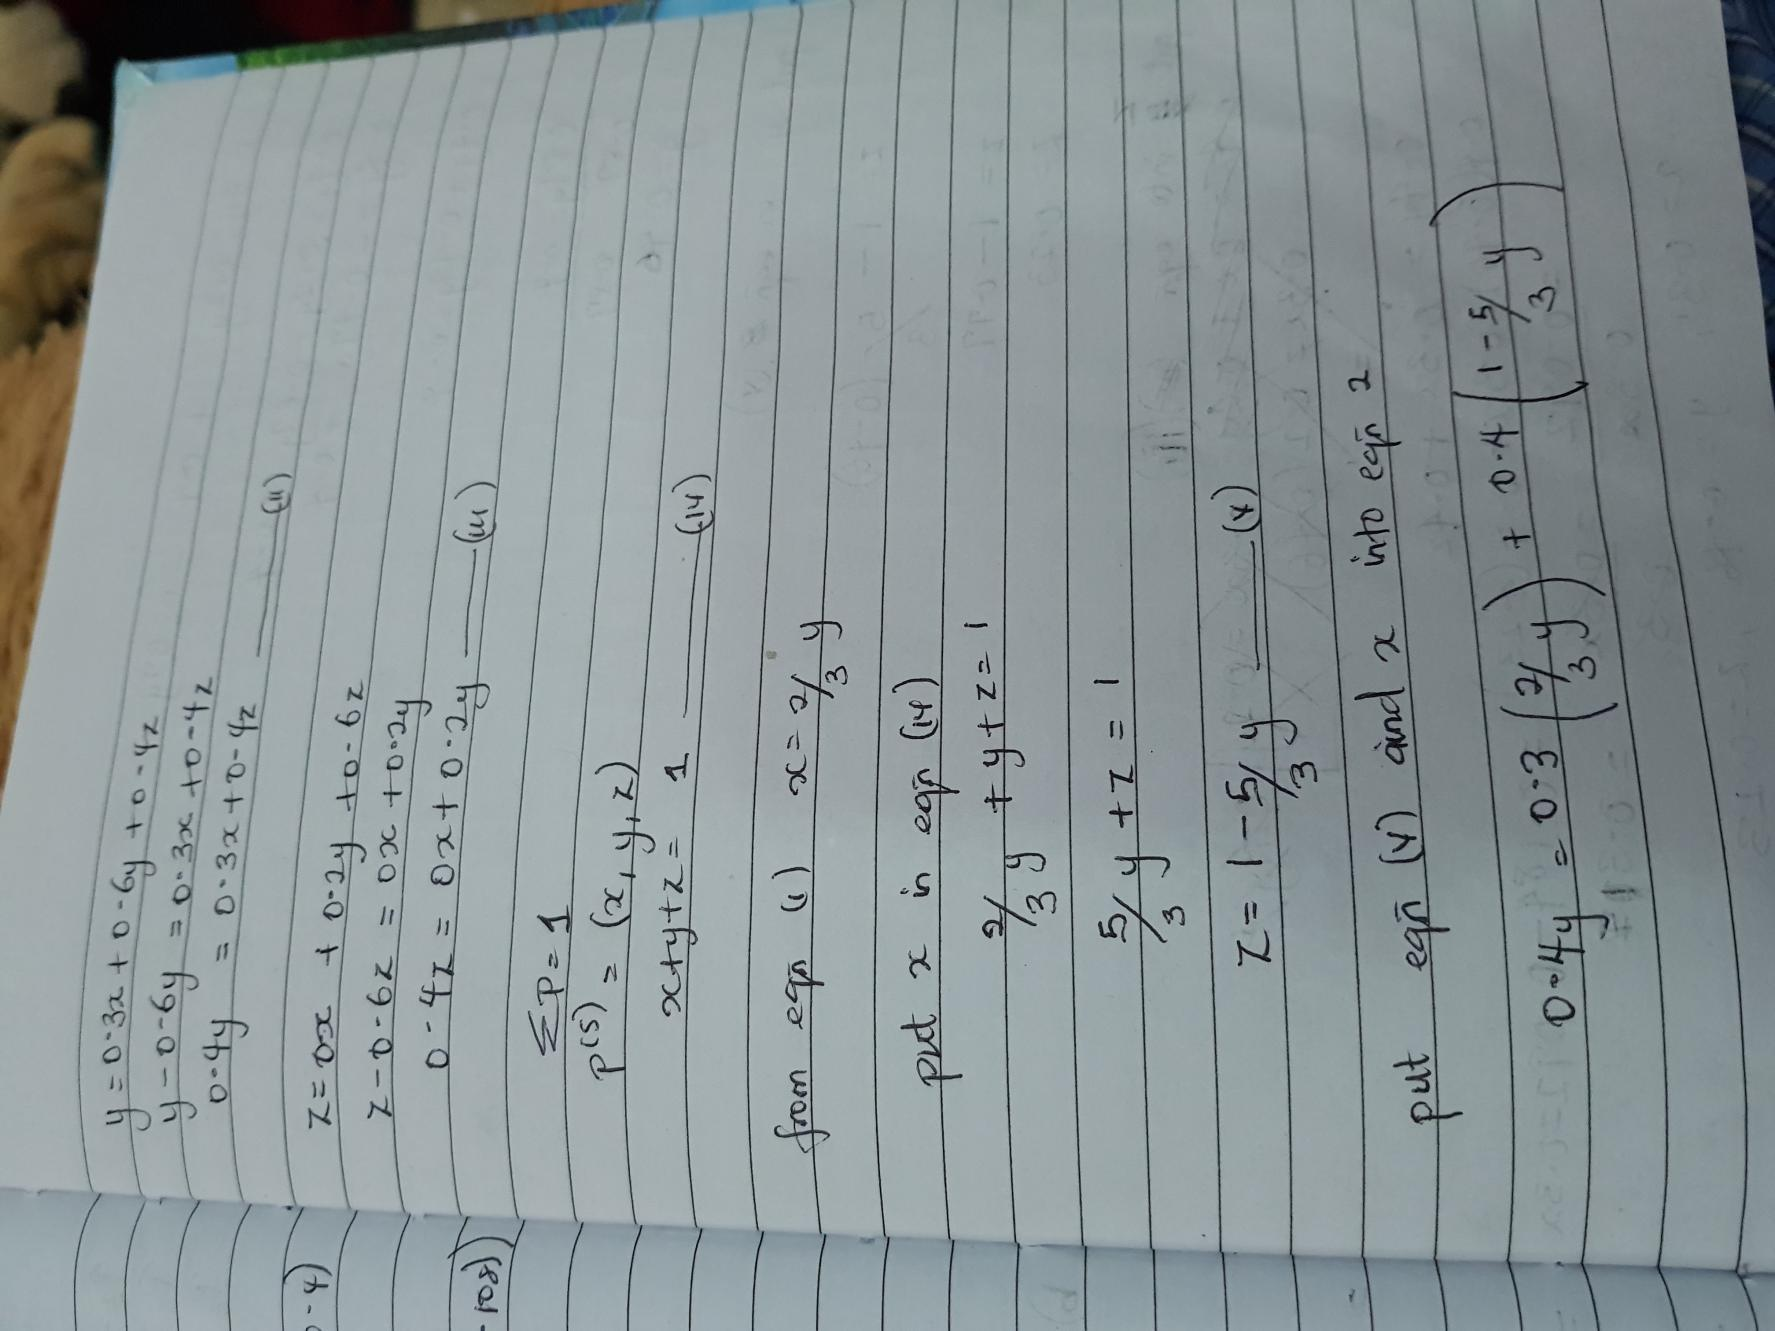 y = 0.3x + 0.6y + 0.4z
y - 0.6y = 0.3x + 0.4z
0.4y = 0.3x + 0.4z —— (ii)
z = 0x + 0.2y + 0.6z
z - 0.6z = 0x + 0.2y
0.4z = 0x + 0.2y —— (iii)
∑P = 1
P(s) = (x, y, z)
x + y + z = 1 —— (iv)
from eqn (i) x = 2/3 y
put x in eqn (iv)
2/3 y + y + z = 1
5/3 y + z = 1
z = 1 - 5/3 y —— (v)
put eqn (v) and x into eqn 2
0.4y = 0.3 (2/3 y) + 0.4 (1 - 5/3 y)